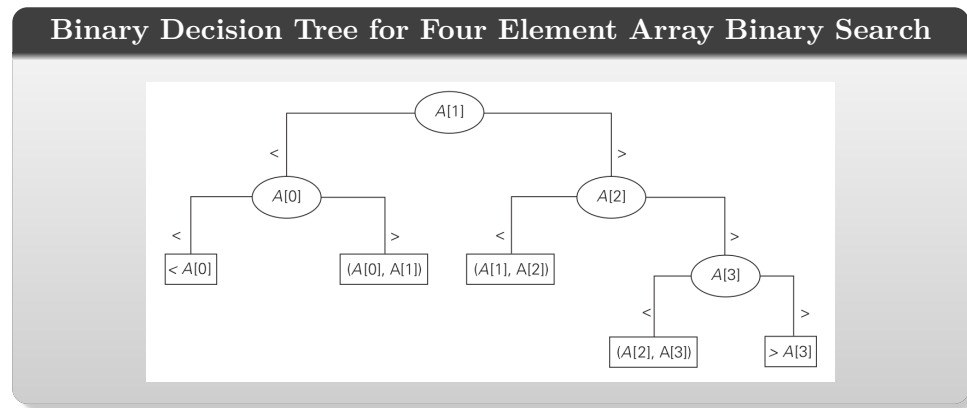 Binary Decision Tree for Four Element Array Binary Search
A[1]
< >
A[0] A[2]
< > < >
< A[0] (A[0], A[1]) (A[1], A[2]) A[3]
< >
(A[2], A[3]) > A[3]